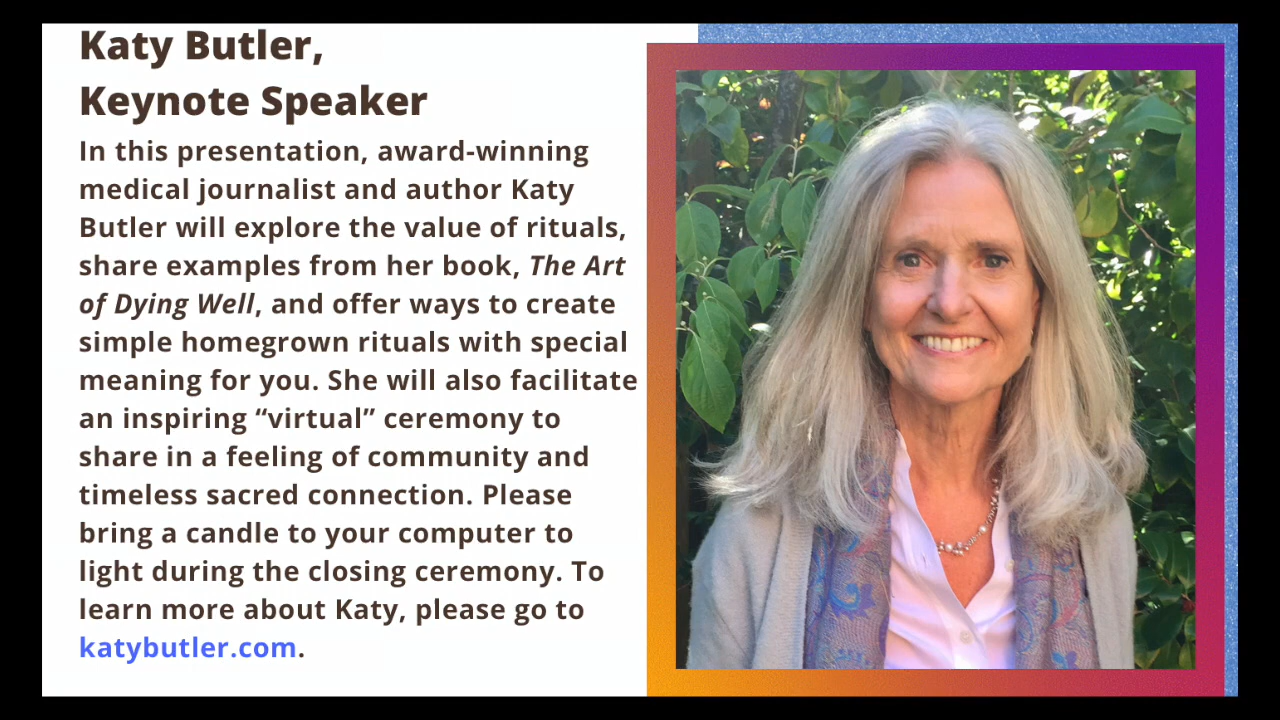 Katy Butler,
Keynote Speaker
In this presentation, award-winning
medical journalist and author Katy
Butler will explore the value of rituals,
share examples from her book, The Art
of Dying Well, and offer ways to create
simple homegrown rituals with special
meaning for you. She will also facilitate
an inspiring “virtual” ceremony to
share in a feeling of community and
timeless sacred connection. Please
bring a candle to your computer to
light during the closing ceremony. To
learn more about Katy, please go to
katybutler.com.